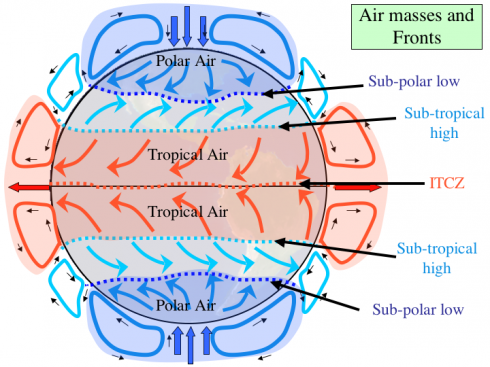 Air masses and
Fronts
Polar Air
Sub-polar low
Sub-tropical
high
Tropical Air
ITCZ
Tropical Air
Sub-tropical
high
Polar Air
Sub-polar low